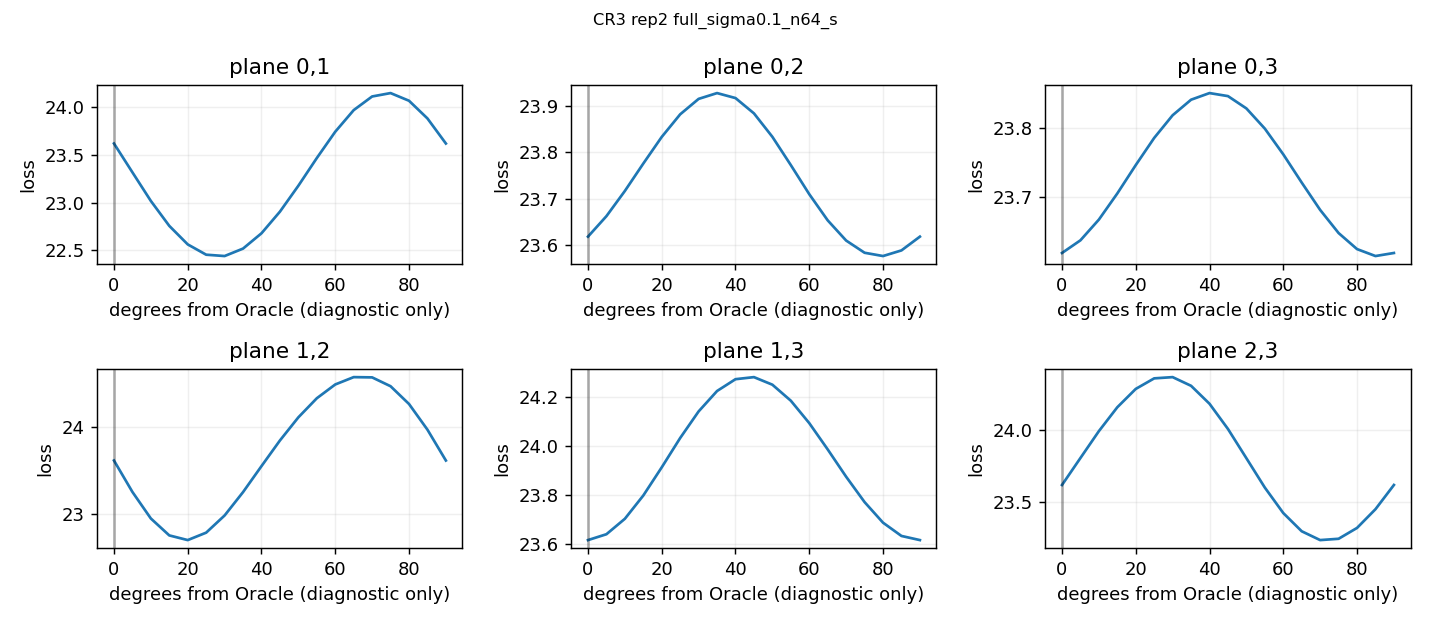 CR3 rep2 full_sigma0.1_n64_s
plane 0,1
plane 0,2
plane 0,3
24.0
23.5
23.0
22.5
loss
0 20 40 60 80
degrees from Oracle (diagnostic only)
23.9
23.8
23.7
23.6
loss
0 20 40 60 80
degrees from Oracle (diagnostic only)
23.8
23.7
loss
0 20 40 60 80
degrees from Oracle (diagnostic only)
plane 1,2
plane 1,3
plane 2,3
24
23
loss
0 20 40 60 80
degrees from Oracle (diagnostic only)
24.2
24.0
23.8
23.6
loss
0 20 40 60 80
degrees from Oracle (diagnostic only)
24.0
23.5
loss
0 20 40 60 80
degrees from Oracle (diagnostic only)